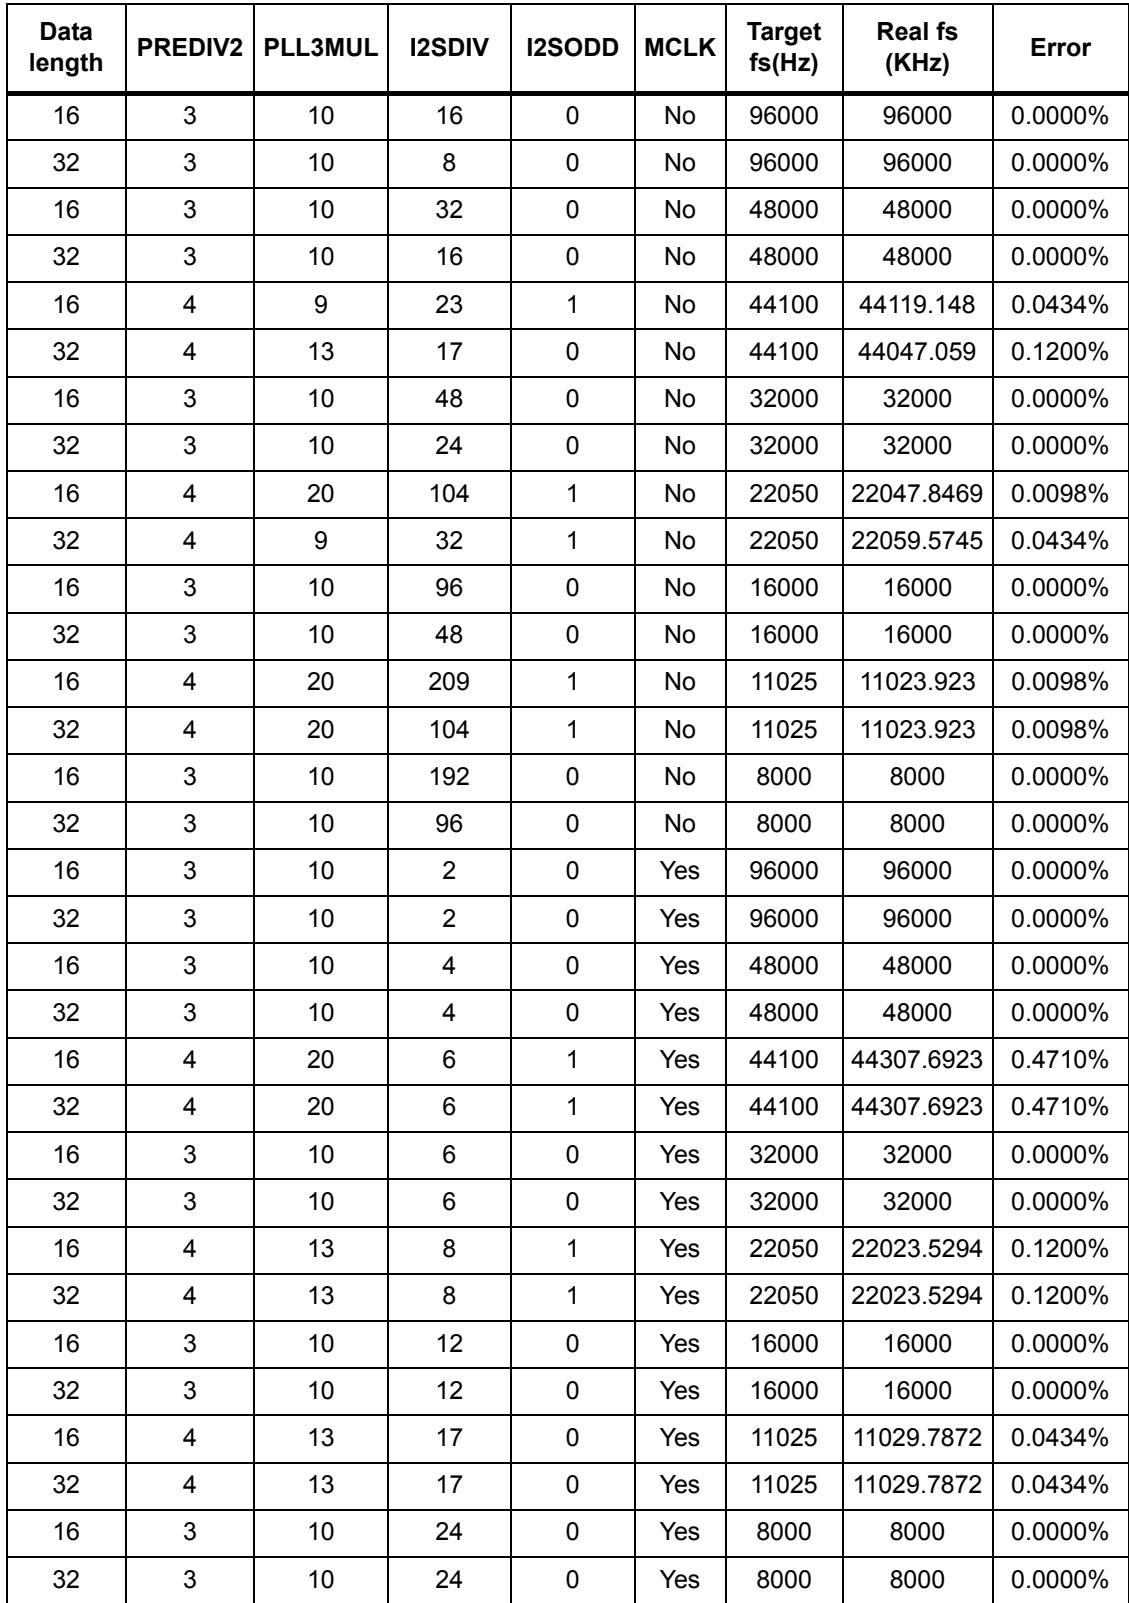 Data length PREDIV2 PLL3MUL I2SDIV I2SODD MCLK Target fs(Hz) Real fs (KHz) Error
16 3 10 16 0 No 96000 96000 0.0000%
32 3 10 8 0 No 96000 96000 0.0000%
16 3 10 32 0 No 48000 48000 0.0000%
32 3 10 16 0 No 48000 48000 0.0000%
16 4 9 23 1 No 44100 44119.148 0.0434%
32 4 13 17 0 No 44100 44047.059 0.1200%
16 3 10 48 0 No 32000 32000 0.0000%
32 3 10 24 0 No 32000 32000 0.0000%
16 4 20 104 1 No 22050 22047.8469 0.0098%
32 4 9 32 1 No 22050 22059.5745 0.0434%
16 3 10 96 0 No 16000 16000 0.0000%
32 3 10 48 0 No 16000 16000 0.0000%
16 4 20 209 1 No 11025 11023.923 0.0098%
32 4 20 104 1 No 11025 11023.923 0.0098%
16 3 10 192 0 No 8000 8000 0.0000%
32 3 10 96 0 No 8000 8000 0.0000%
16 3 10 2 0 Yes 96000 96000 0.0000%
32 3 10 2 0 Yes 96000 96000 0.0000%
16 3 10 4 0 Yes 48000 48000 0.0000%
32 3 10 4 0 Yes 48000 48000 0.0000%
16 4 20 6 1 Yes 44100 44307.6923 0.4710%
32 4 20 6 1 Yes 44100 44307.6923 0.4710%
16 3 10 6 0 Yes 32000 32000 0.0000%
32 3 10 6 0 Yes 32000 32000 0.0000%
16 4 13 8 1 Yes 22050 22023.5294 0.1200%
32 4 13 8 1 Yes 22050 22023.5294 0.1200%
16 3 10 12 0 Yes 16000 16000 0.0000%
32 3 10 12 0 Yes 16000 16000 0.0000%
16 4 13 17 0 Yes 11025 11029.7872 0.0434%
32 4 13 17 0 Yes 11025 11029.7872 0.0434%
16 3 10 24 0 Yes 8000 8000 0.0000%
32 3 10 24 0 Yes 8000 8000 0.0000%